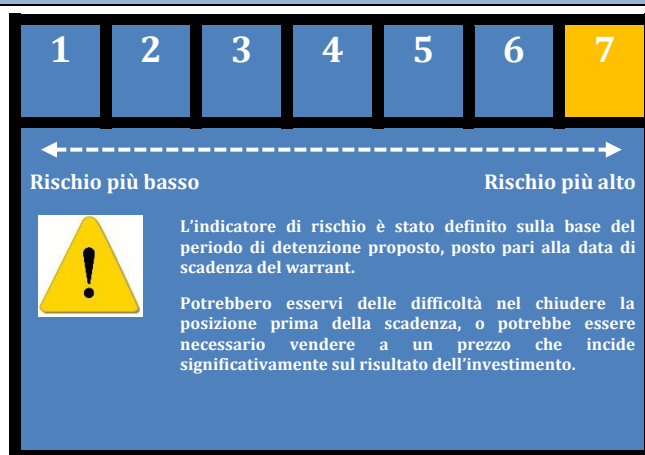 1 2 3 4 5 6 7
Rischio più basso Rischio più alto
L’indicatore di rischio è stato definito sulla base del
periodo di detenzione proposto, posto pari alla data di
scadenza del warrant.
Potrebbero esservi delle difficoltà nel chiudere la
posizione prima della scadenza, o potrebbe essere
necessario vendere a un prezzo che incide
significativamente sul risultato dell’investimento.